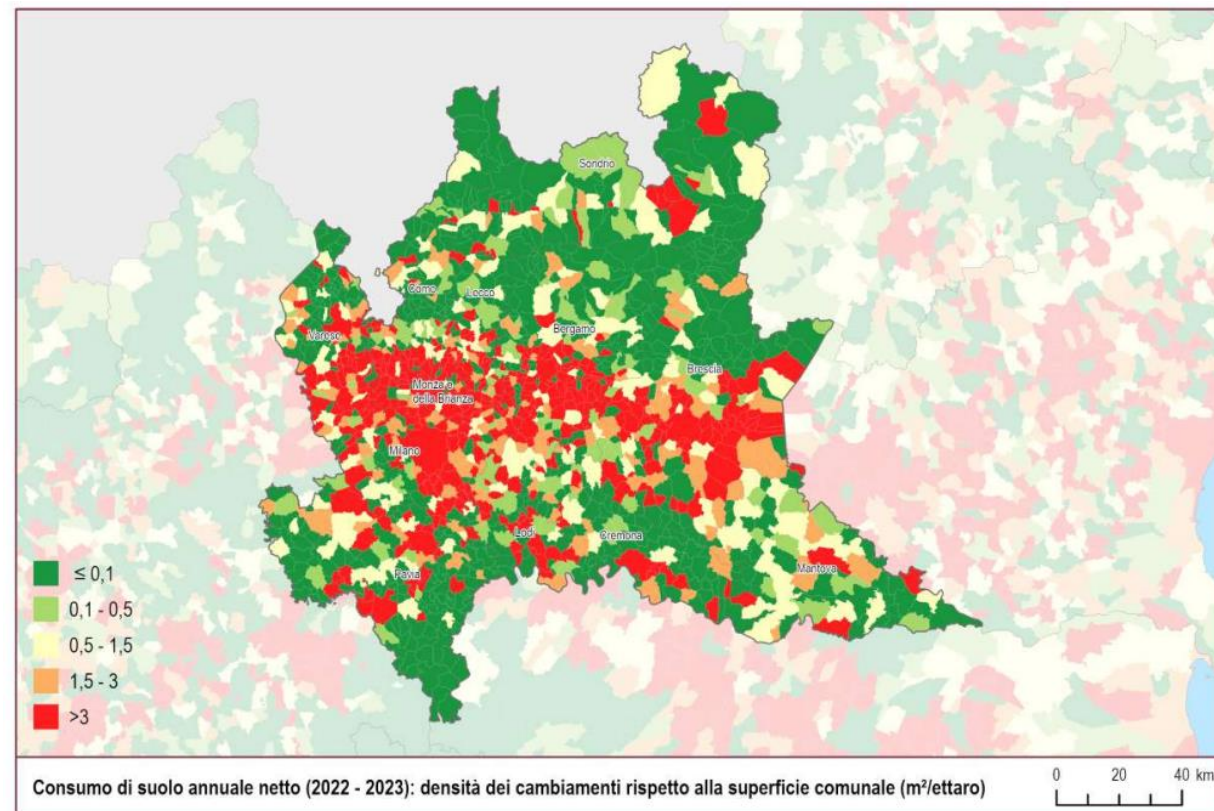 Sondrio
Como
Lecco
Varese
Bergamo
Brescia
Monza e
della Brianza
Milano
Lodi
Cremona
Pavia
Mantova
≤ 0,1
0,1 - 0,5
0,5 - 1,5
1,5 - 3
>3
Consumo di suolo annuale netto (2022 - 2023): densità dei cambiamenti rispetto alla superficie comunale (m²/ettaro)
0 20 40 km